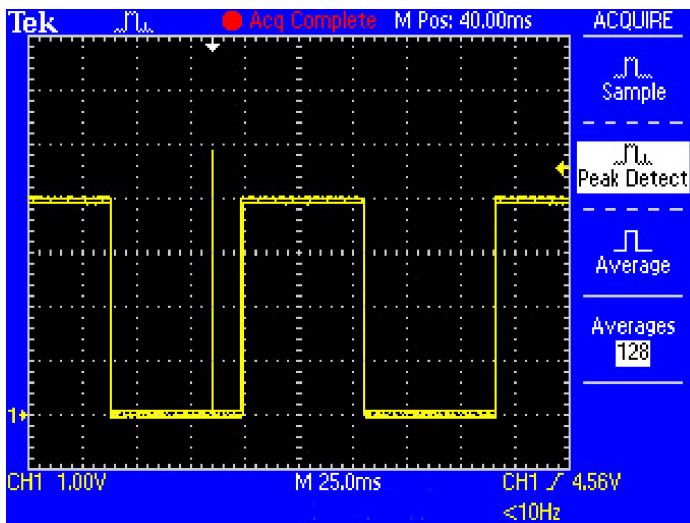 Tek Acq Complete M Pos: 40.00ms ACQUIRE
Sample
Peak Detect
Average
Averages
128
1
CH1 1.00V M 25.0ms CH1 4.56V
<10Hz